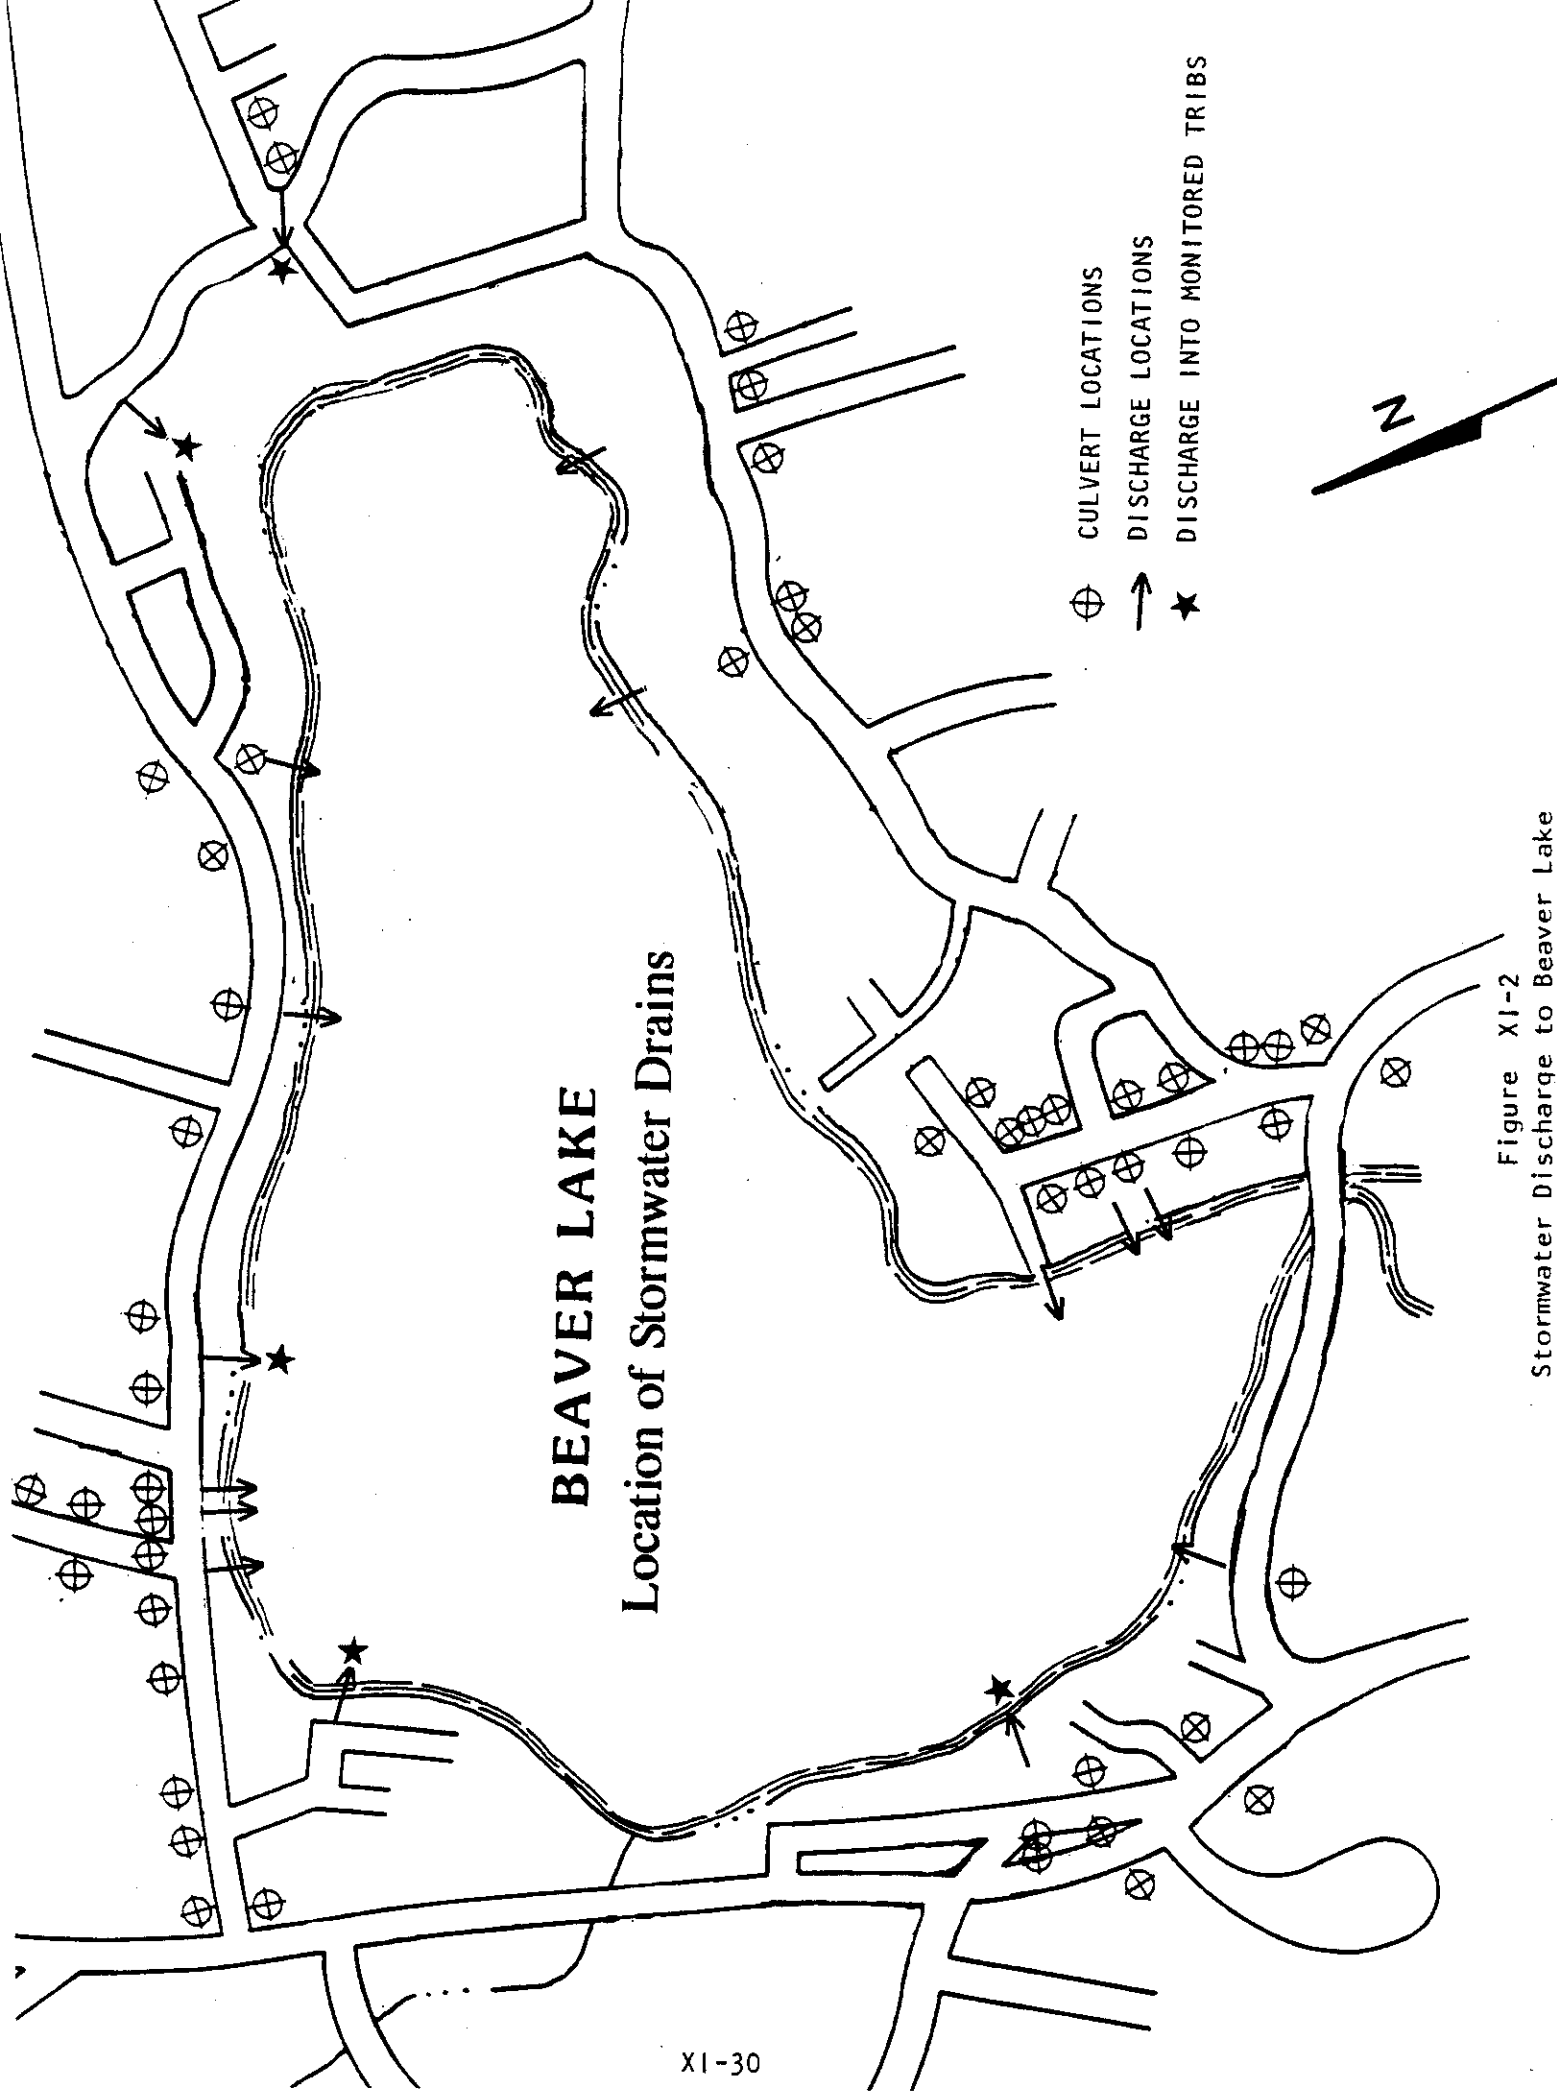 BEAVER LAKE
Location of Stormwater Drains
CULVERT LOCATIONS
DISCHARGE LOCATIONS
DISCHARGE INTO MONITORED TRIBS
N
Figure XI-2
Stormwater Discharge to Beaver Lake
XI-30